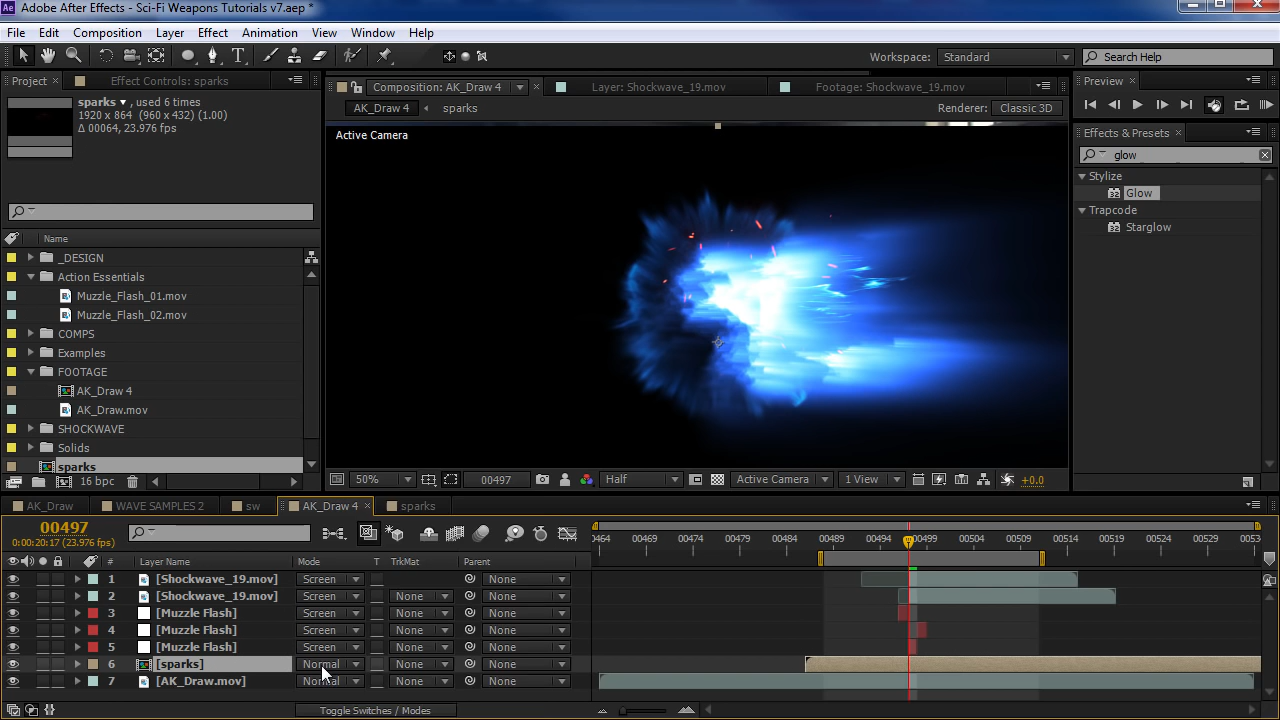 Adobe After Effects - Sci-Fi Weapons Tutorials v7.aep *
File Edit Composition Layer Effect Animation View Window Help
Workspace: Standard Search Help
Project Effect Controls: sparks
sparks , used 6 times
1920 x 864 (960 x 432) (1.00)
Δ 00064, 23.976 fps
Name
_DESIGN
Action Essentials
Muzzle_Flash_01.mov
Muzzle_Flash_02.mov
COMPS
Examples
FOOTAGE
AK_Draw 4
AK_Draw.mov
SHOCKWAVE
Solids
sparks
16 bpc
Composition: AK_Draw 4 Layer: Shockwave_19.mov Footage: Shockwave_19.mov
AK_Draw 4 sparks Renderer: Classic 3D
Active Camera
50% 00497 Half Active Camera 1 View +0.0
Preview
Effects & Presets
glow
Stylize
Glow
Trapcode
Starglow
AK_Draw WAVE SAMPLES 2 sw AK_Draw 4 sparks
00497
0:00:20:17 (23.976 fps)
00464 00469 00474 00479 00484 00489 00494 00499 00504 00509 00514 00519 00524 00529 0053
# Layer Name Mode T TrkMat Parent
1 [Shockwave_19.mov] Screen None
2 [Shockwave_19.mov] Screen None None
3 [Muzzle Flash] Screen None None
4 [Muzzle Flash] Screen None None
5 [Muzzle Flash] Screen None None
6 [sparks] Normal None None
7 [AK_Draw.mov] Normal None None
Toggle Switches / Modes